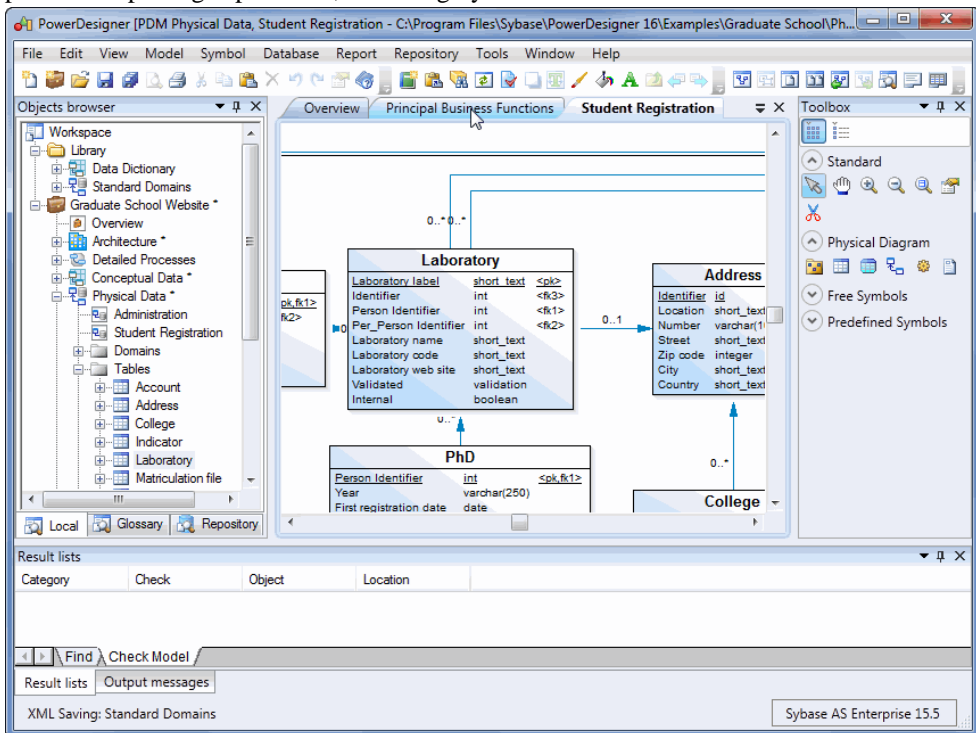 PowerDesigner [PDM Physical Data, Student Registration - C:\Program Files\Sybase\PowerDesigner 16\Examples\Graduate School\Ph...
File Edit View Model Symbol Database Report Repository Tools Window Help
Objects browser
Workspace
Library
Data Dictionary
Standard Domains
Graduate School Website *
Overview
Architecture *
Detailed Processes
Conceptual Data *
Physical Data *
Administration
Student Registration
Domains
Tables
Account
Address
College
Indicator
Laboratory
Matriculation file
Local Glossary Repository
Overview Principal Business Functions Student Registration
0..* 0..*
pk,fk1>
fk2>
0
Laboratory
Laboratory label short_text <pk>
Identifier int <fk3>
Person Identifier int <fk1>
Per_Person Identifier int <fk2>
Laboratory name short_text
Laboratory code short_text
Laboratory web site short_text
Validated validation
Internal boolean
0..1
Address
Identifier id
Location short_text
Number varchar(1
Street short_text
Zip code integer
City short_text
Country short_text
PhD
Person Identifier int <pk,fk1>
Year varchar(250)
First registration date date
0..*
College
Toolbox
Standard
Physical Diagram
Free Symbols
Predefined Symbols
Result lists
Category Check Object Location
Find Check Model
Result lists Output messages
XML Saving: Standard Domains
Sybase AS Enterprise 15.5